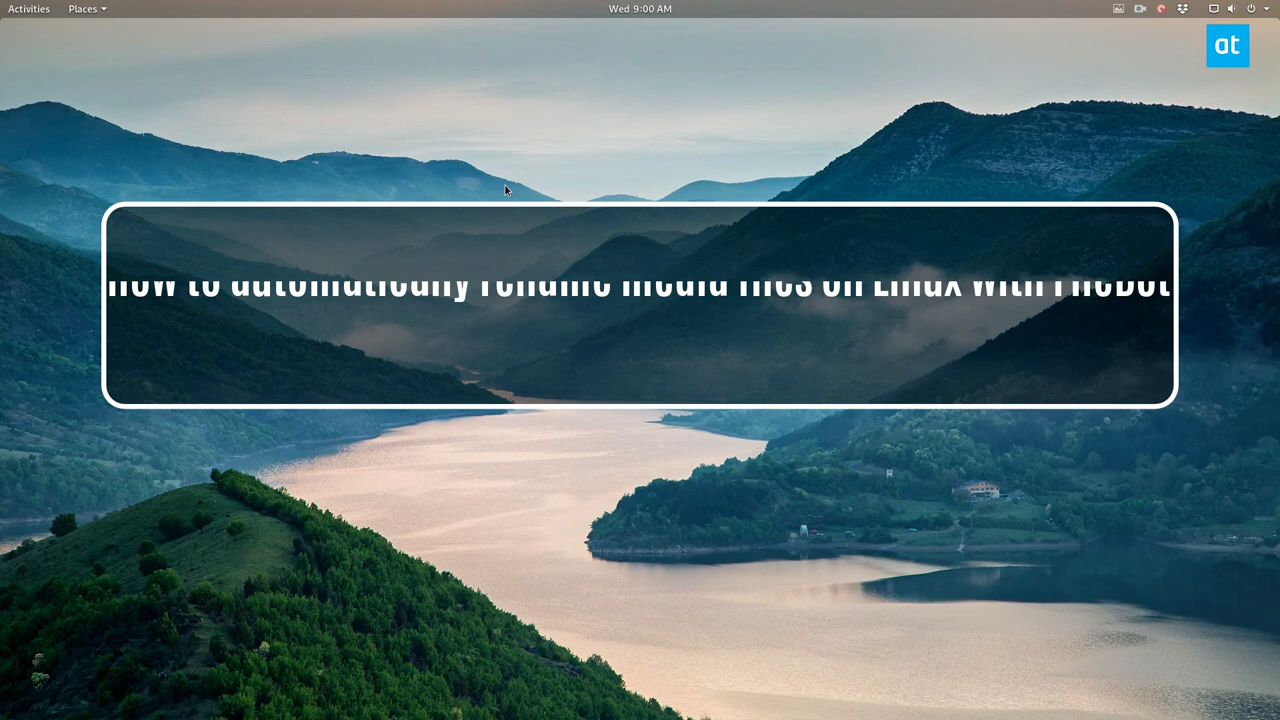 Activities
Places
Wed 9:00 AM
at
How to automatically rename media files on Linux with FileBot